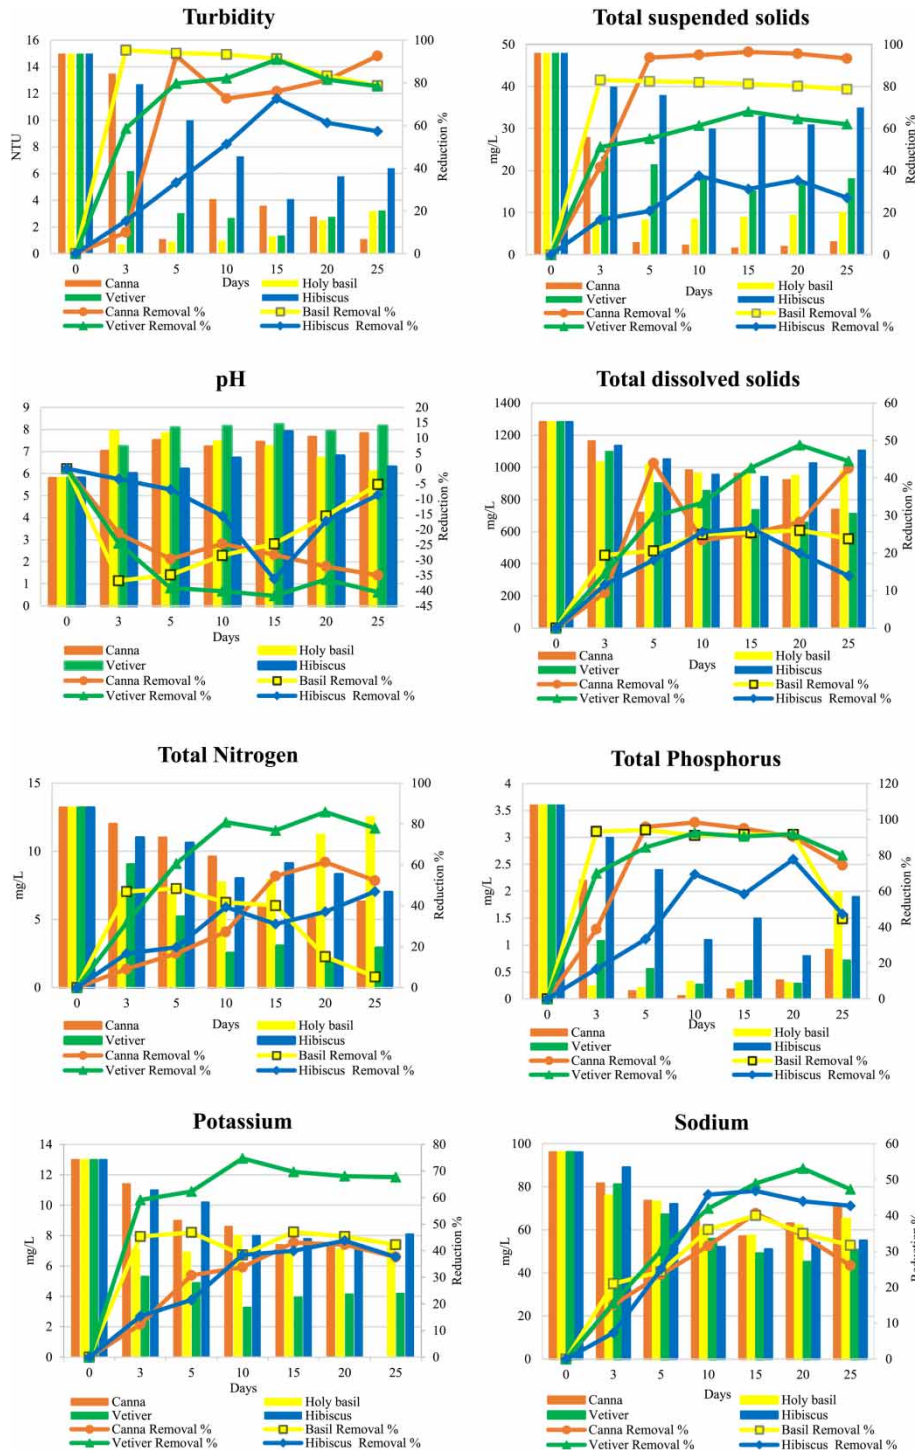 Turbidity
16
14
12
10
8
6
4
2
0
NTU
100
80
60
40
20
0
Reduction %
0 3 5 10 15 20 25
Days
Canna Holy basil
Vetiver Hibiscus
Canna Removal % Basil Removal %
Vetiver Removal % Hibiscus Removal %
Total suspended solids
50
40
30
20
10
0
mg/L
100
80
60
40
20
0
Reduction %
0 3 5 10 15 20 25
Days
Canna Holy basil
Vetiver Hibiscus
Canna Removal % Basil Removal %
Vetiver Removal % Hibiscus Removal %
pH
9
8
7
6
5
4
3
2
1
0
20
15
10
5
0
-5
-10
-15
-20
-25
-30
-35
-40
-45
Reduction %
0 3 5 10 15 20 25
Days
Canna Holy basil
Vetiver Hibiscus
Canna Removal % Basil Removal %
Vetiver Removal % Hibiscus Removal %
Total dissolved solids
1400
1200
1000
800
600
400
200
0
mg/L
60
50
40
30
20
10
0
Reduction %
0 3 5 10 15 20 25
Days
Canna Holy basil
Vetiver Hibiscus
Canna Removal % Basil Removal %
Vetiver Removal % Hibiscus Removal %
Total Nitrogen
15
10
5
0
mg/L
100
80
60
40
20
0
Reduction %
0 3 5 10 15 20 25
Days
Canna Holy basil
Vetiver Hibiscus
Canna Removal % Basil Removal %
Vetiver Removal % Hibiscus Removal %
Total Phosphorus
4
3.5
3
2.5
2
1.5
1
0.5
0
mg/L
120
100
80
60
40
20
0
Reduction %
0 3 5 10 15 20 25
Days
Canna Holy basil
Vetiver Hibiscus
Canna Removal % Basil Removal %
Vetiver Removal % Hibiscus Removal %
Potassium
14
12
10
8
6
4
2
0
mg/L
80
70
60
50
40
30
20
10
0
Reduction %
0 3 5 10 15 20 25
Days
Canna Holy basil
Vetiver Hibiscus
Canna Removal % Basil Removal %
Vetiver Removal % Hibiscus Removal %
Sodium
100
80
60
40
20
0
mg/L
60
50
40
30
20
10
0
Reduction %
0 3 5 10 15 20 25
Days
Canna Holy basil
Vetiver Hibiscus
Canna Removal % Basil Removal %
Vetiver Removal % Hibiscus Removal %